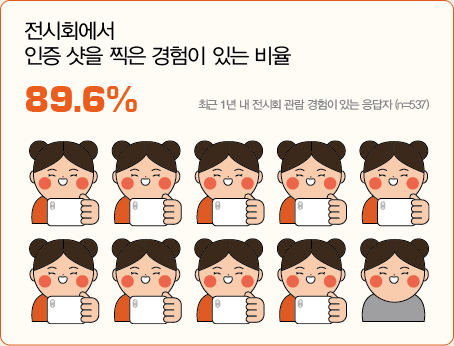 전시회에서
인증 샷을 찍은 경험이 있는 비율
89.6%
최근 1년 내 전시회 관람 경험이 있는 응답자 (n=537)